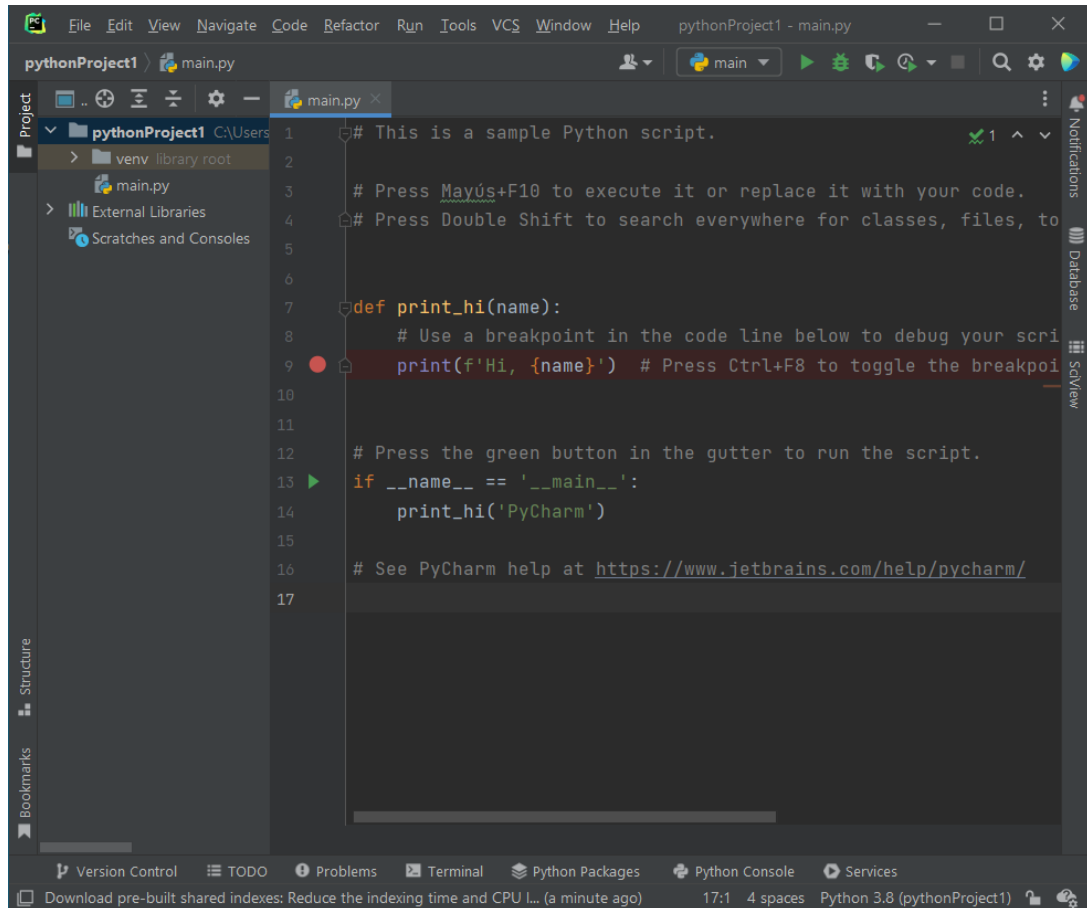 PC File Edit View Navigate Code Refactor Run Tools VCS Window Help pythonProject1 - main.py
pythonProject1 main.py main
Project
main.py
pythonProject1 C:\Users
venv library root
main.py
External Libraries
Scratches and Consoles
1 # This is a sample Python script.
1
2
3 # Press Mayús+F10 to execute it or replace it with your code.
4 # Press Double Shift to search everywhere for classes, files, to
5
6
7 def print_hi(name):
8 # Use a breakpoint in the code line below to debug your scri
9 print(f'Hi, {name}')  # Press Ctrl+F8 to toggle the breakpoi
10
11
12 # Press the green button in the gutter to run the script.
13 if __name__ == '__main__':
14 print_hi('PyCharm')
15
16 # See PyCharm help at https://www.jetbrains.com/help/pycharm/
17
Notifications
Database
SciView
Structure
Bookmarks
Version Control TODO Problems Terminal Python Packages Python Console Services
Download pre-built shared indexes: Reduce the indexing time and CPU l... (a minute ago) 17:1 4 spaces Python 3.8 (pythonProject1)